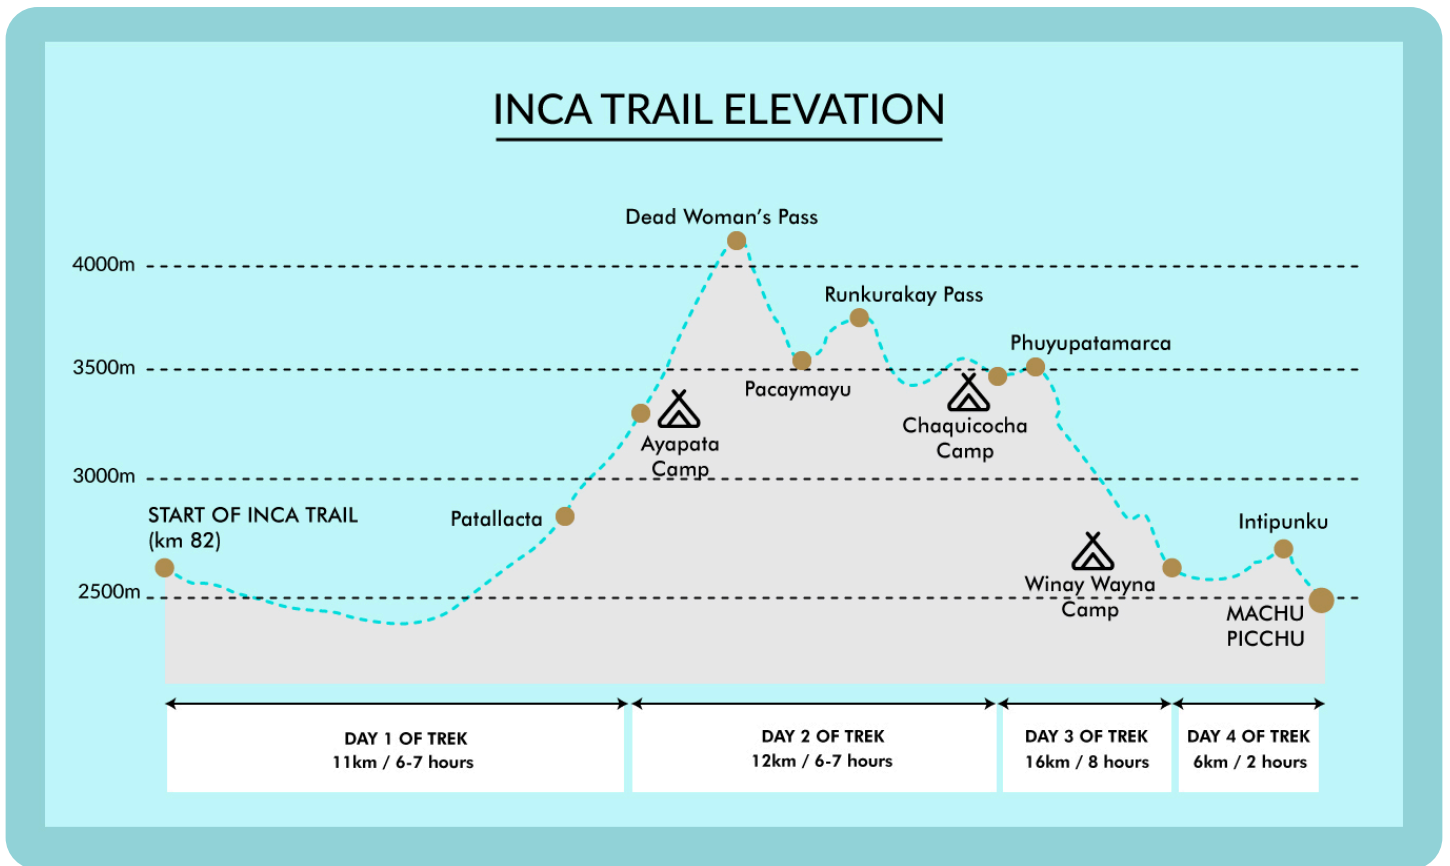 INCA TRAIL ELEVATION
Dead Woman's Pass
4000m
Runkurakay Pass
Phuyupatamarca
3500m
Pacaymayu
Chaquicocha
Camp
Ayapata
Camp
3000m
START OF INCA TRAIL
(km 82)
Patallacta
Intipunku
2500m
Winay Wayna
Camp
MACHU
PICCHU
DAY 1 OF TREK
11km / 6-7 hours
DAY 2 OF TREK
12km / 6-7 hours
DAY 3 OF TREK
16km / 8 hours
DAY 4 OF TREK
6km / 2 hours